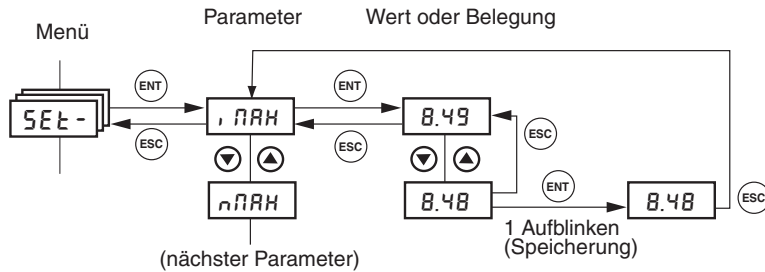 Parameter Wert oder Belegung
Menü
ENT ENT
SEt- iMAX 8.49
ESC ESC ESC
nMAX 8.48 ENT 8.48 ESC
1 Aufblinken
(Speicherung)
(nächster Parameter)